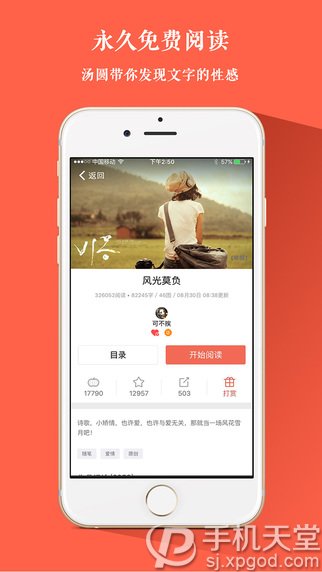 永久免费阅读
汤圆带你发现文字的性感
中国移动 下午2:50 57%
返回
风光莫负
326052阅读 / 82245字 / 46图 / 08月30日 08:38更新
可不娱
目录 开始阅读
17790 12957 503 打赏
诗歌，小矫情，也许爱，也许与爱无关，那就当一场风花雪
月吧！
随笔 爱情 原创
手机天堂
sj.xpgod.com